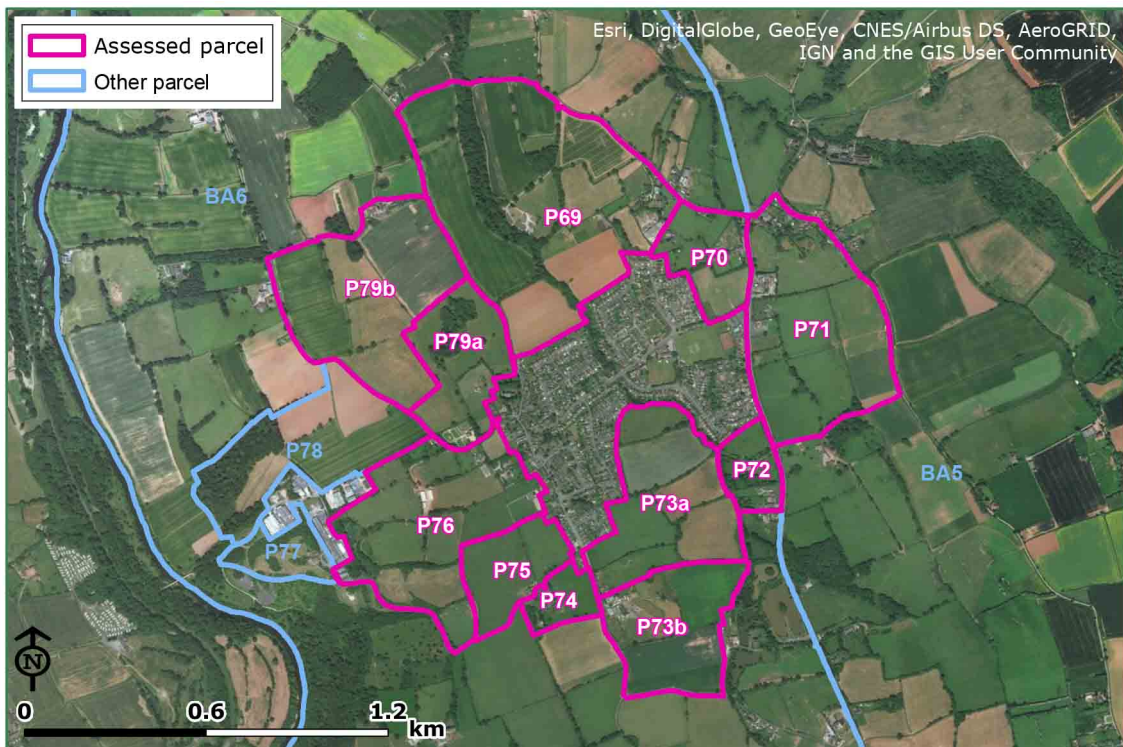 Assessed parcel
Other parcel
Esri, DigitalGlobe, GeoEye, CNES/Airbus DS, AeroGRID,
IGN and the GIS User Community
BA6
P69
P70
P79b
P71
P79a
P78
P72
BA5
P73a
P76
P77
P75
P74
P73b
N
0 0.6 1.2
km